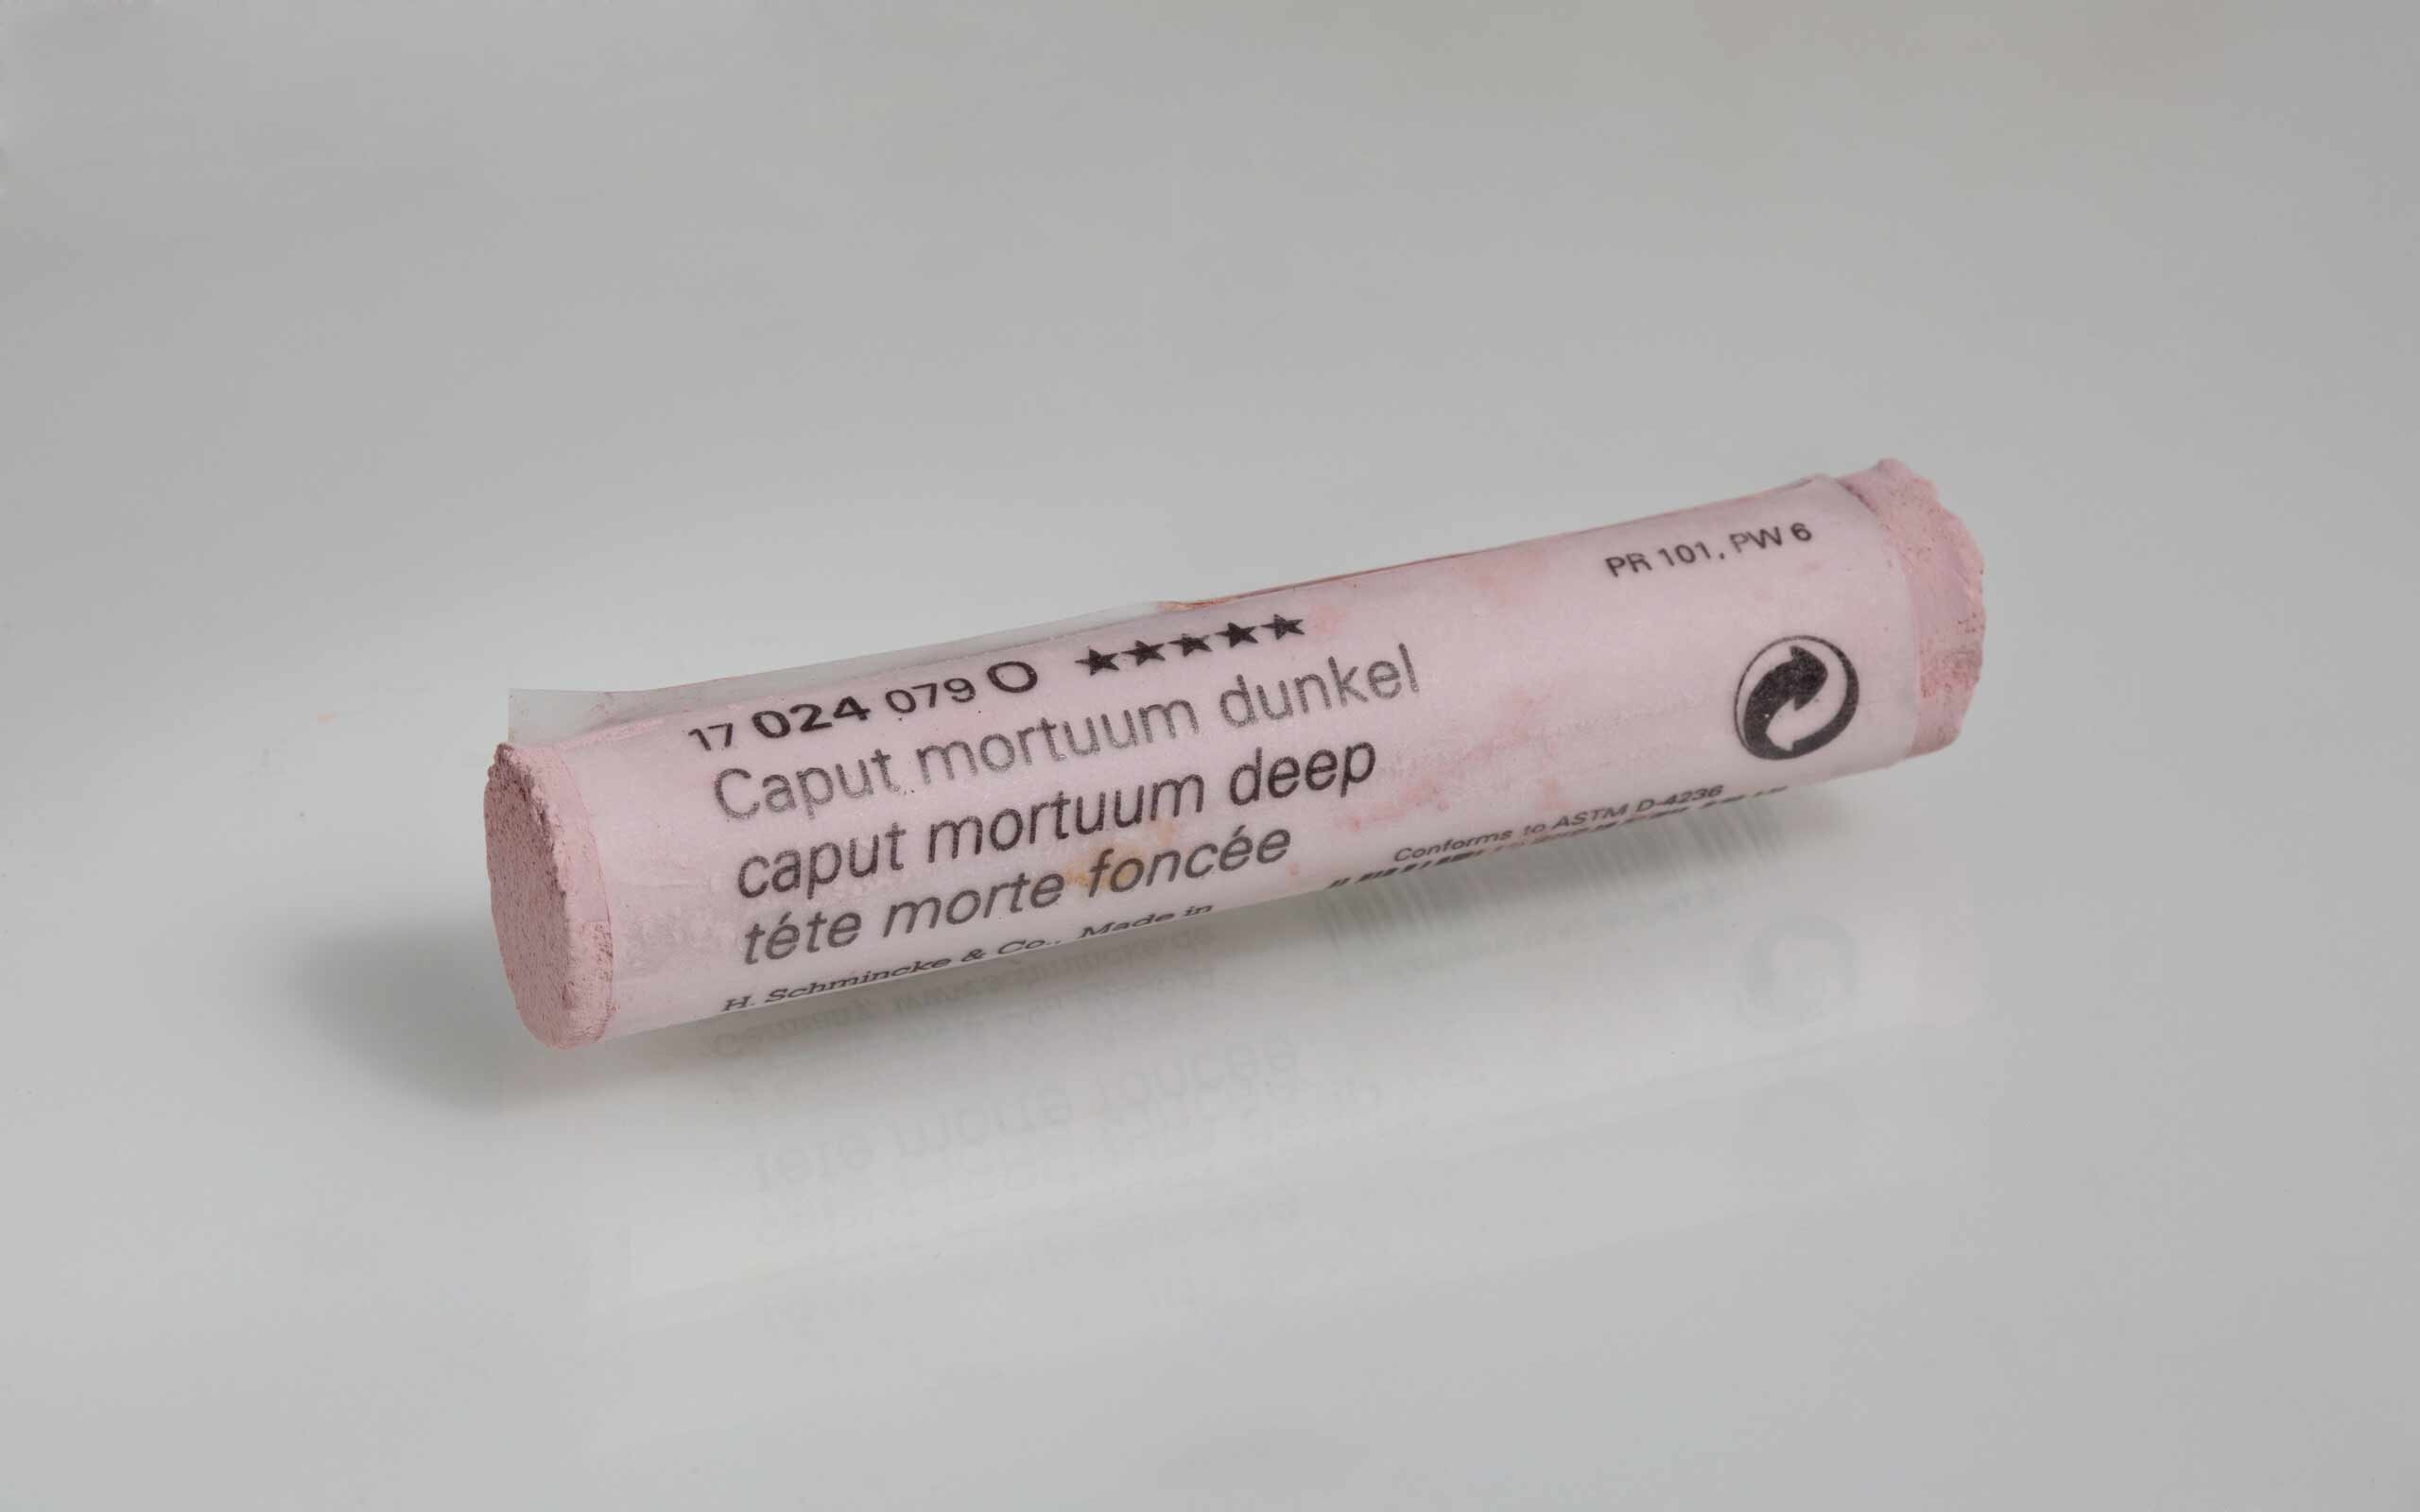 17 024 079 O ★★★★★
PR 101, PW 6
Caput mortuum dunkel
caput mortuum deep
téte morte foncée
Conforms to ASTM D-4236
H. Schmincke & Co., Made in